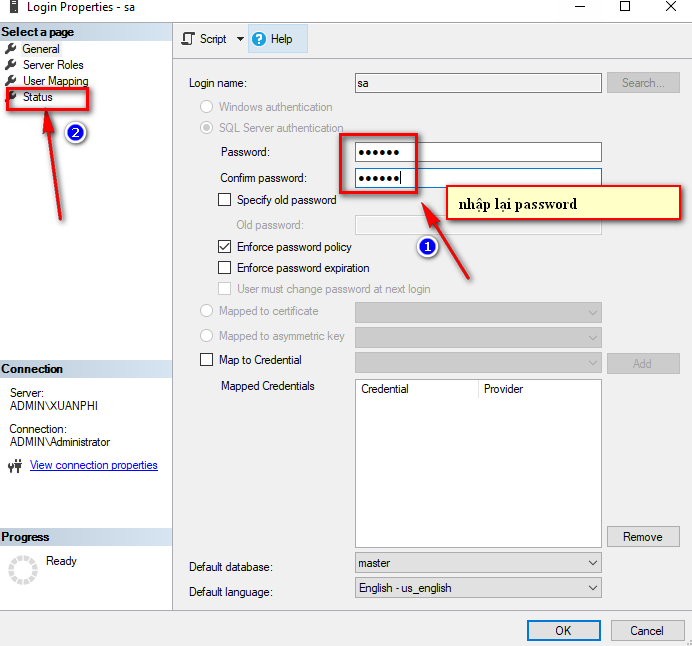 Login Properties - sa
Select a page
General
Server Roles
User Mapping
Status
2
Script
Help
Login name:
sa
Search...
Windows authentication
SQL Server authentication
Password:
●●●●●●
Confirm password:
●●●●●●
Specify old password
nhập lại password
Old password:
1
Enforce password policy
Enforce password expiration
User must change password at next login
Mapped to certificate
Mapped to asymmetric key
Map to Credential
Add
Mapped Credentials
Credential
Provider
Remove
Default database:
master
Default language:
English - us_english
Connection
Server:
ADMIN\XUANPHI
Connection:
ADMIN\Administrator
View connection properties
Progress
Ready
OK
Cancel